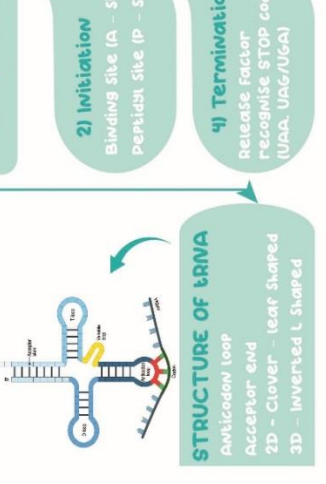 2) Initiation
Binding Site (A - S
Peptidyl Site (P - S
4) Terminatio
Release Factor
recognise STOP co
(UAA, UAG/UGA)
STRUCTURE OF tRNA
Anticodon loop
Acceptor end
2D - Clover - leaf Shaped
3D - Inverted L Shaped